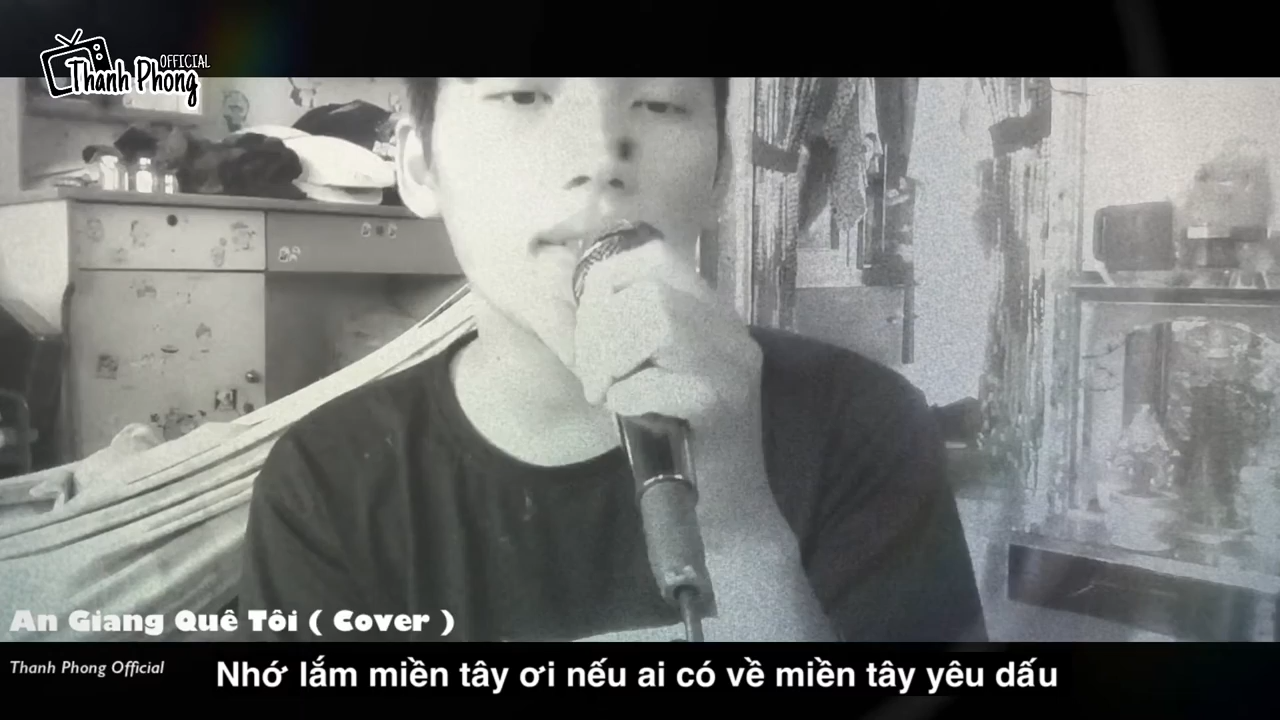 OFFICIAL
Thanh Phong
An Giang Quê Tôi ( Cover )
Thanh Phong Official
Nhớ lắm miền tây ơi nếu ai có về miền tây yêu dấu